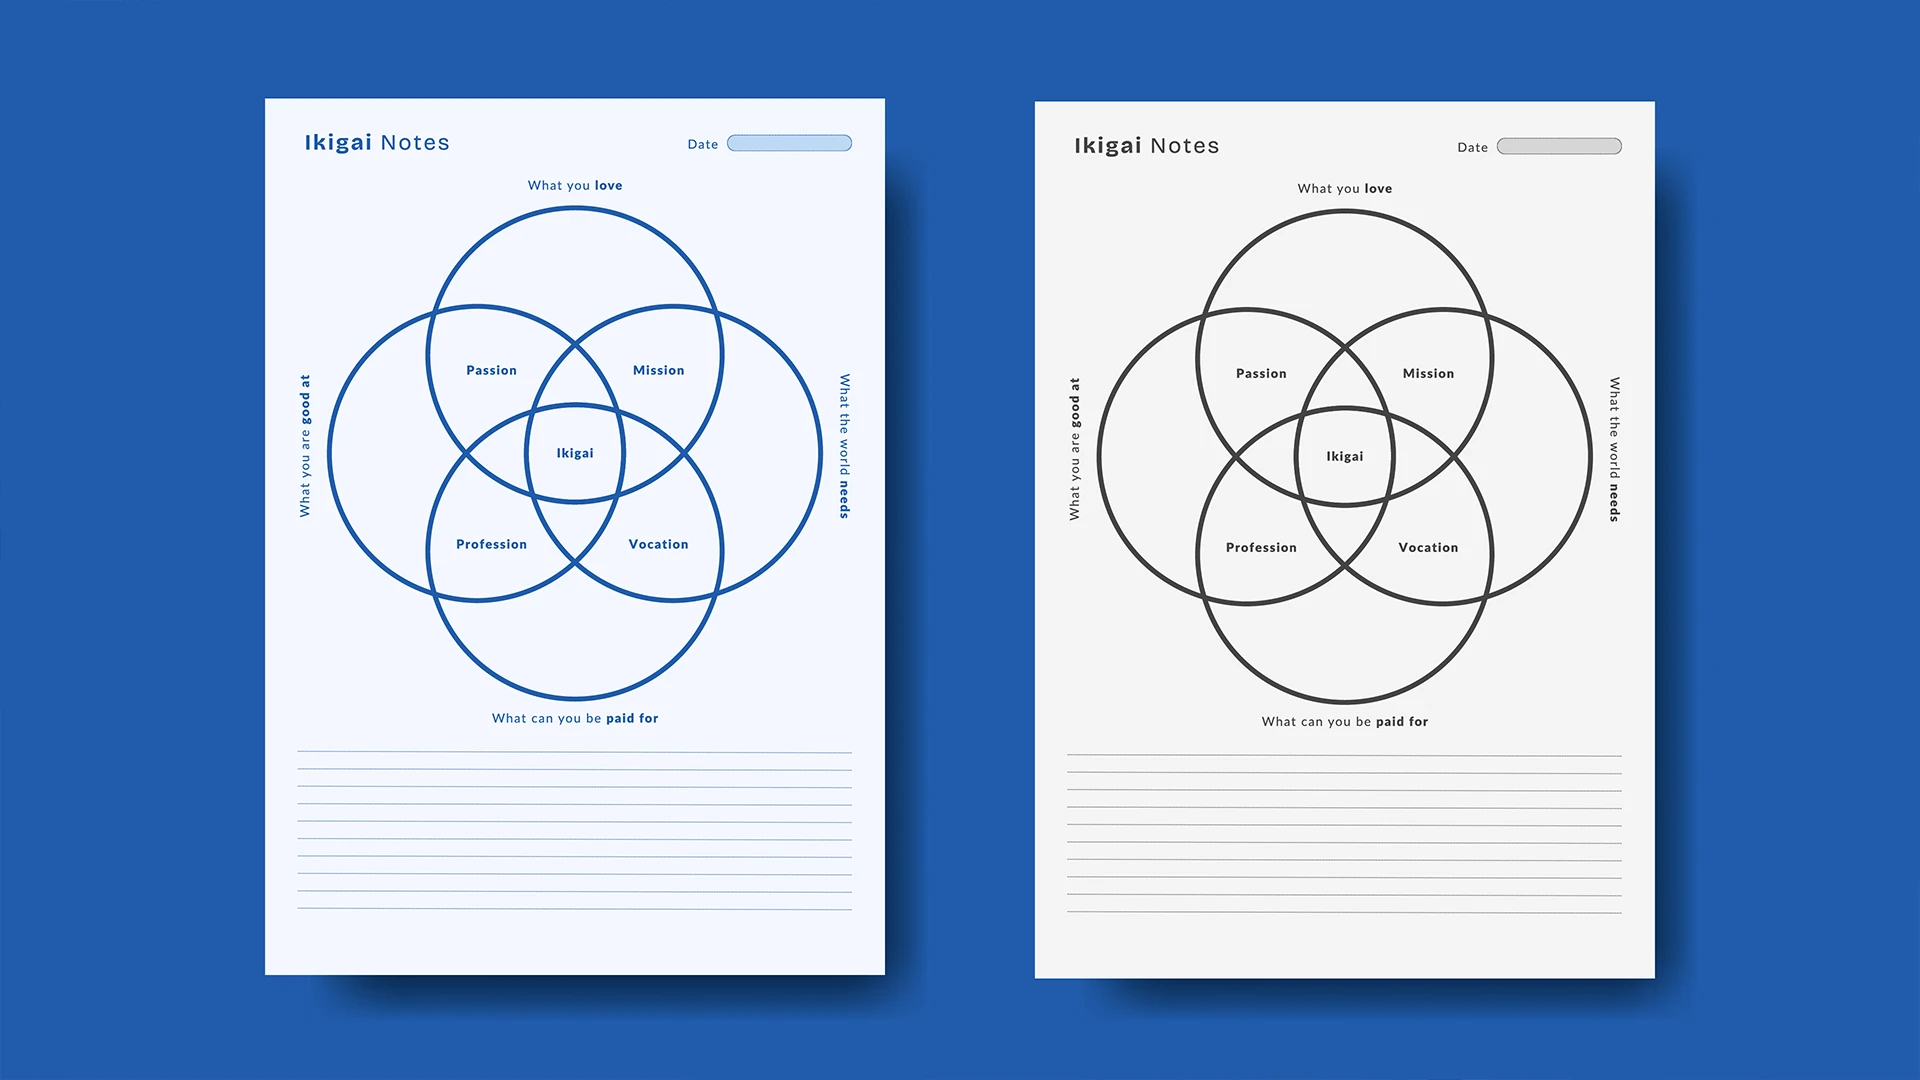 Ikigai Notes
Date
What you love
What you are good at
What the world needs
Passion
Mission
Ikigai
Profession
Vocation
What can you be paid for
Ikigai Notes
Date
What you love
What you are good at
What the world needs
Passion
Mission
Ikigai
Profession
Vocation
What can you be paid for